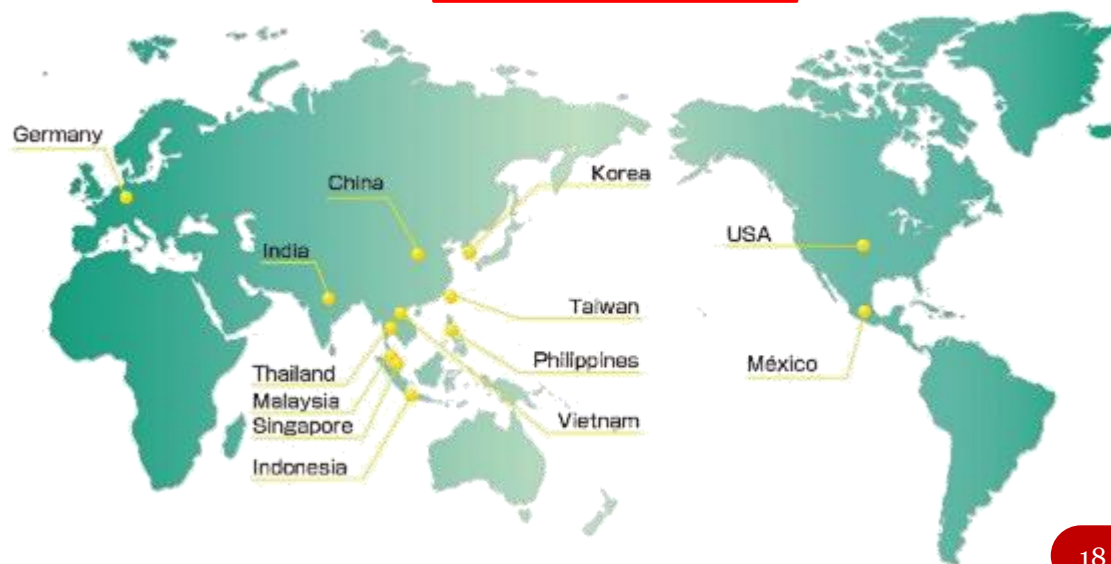 Germany
China
Korea
India
USA
Taiwan
Thailand
Philippines
México
Malaysia
Singapore
Vietnam
Indonesia
18